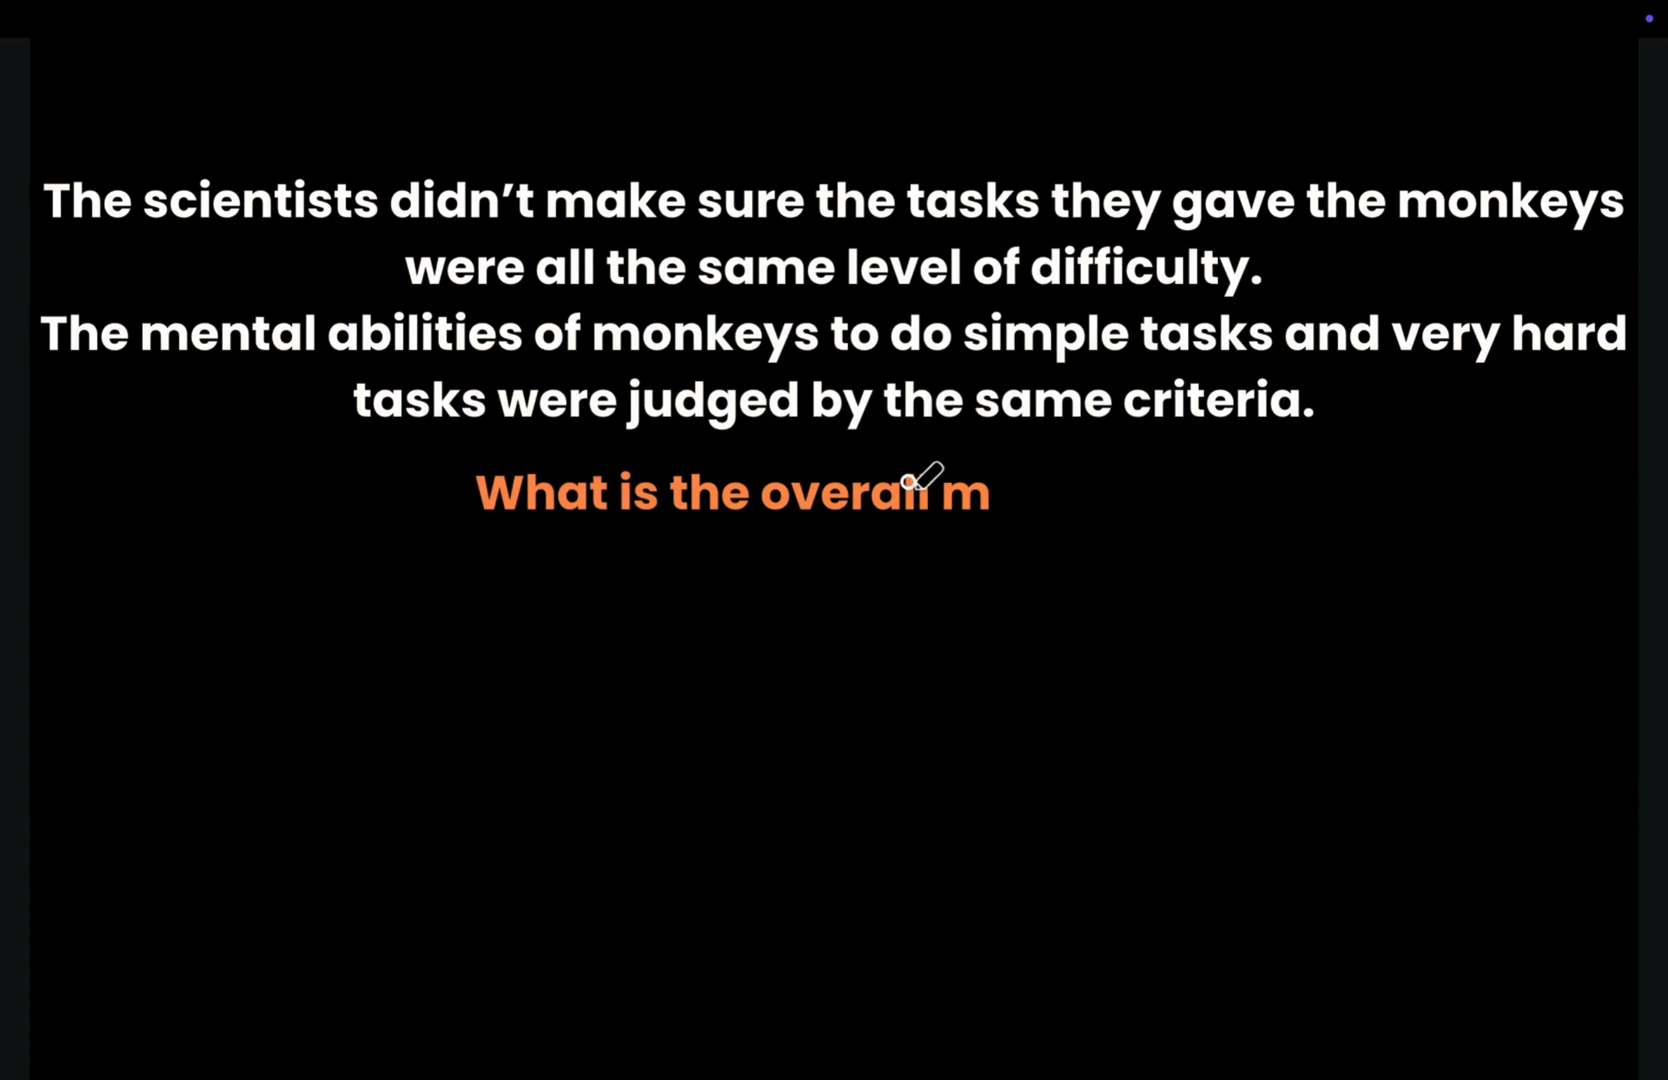 The scientists didn’t make sure the tasks they gave the monkeys
were all the same level of difficulty.
The mental abilities of monkeys to do simple tasks and very hard
tasks were judged by the same criteria.
What is the overall m